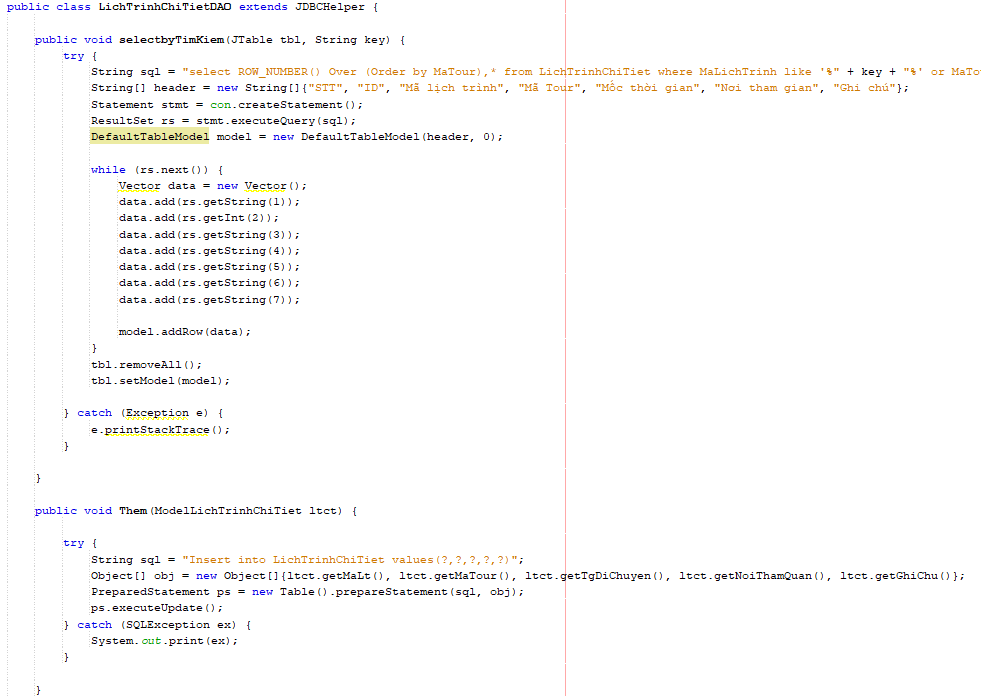 public class LichTrinhChiTietDAO extends JDBCHelper {
public void selectbyTimKiem(JTable tbl, String key) {
try {
String sql = "select ROW_NUMBER() Over (Order by MaTour),* from LichTrinhChiTiet where MaLichTrinh like '%" + key + "%' or MaTo
String[] header = new String[]{"STT", "ID", "Mã lịch trình", "Mã Tour", "Mốc thời gian", "Nơi tham gian", "Ghi chú"};
Statement stmt = con.createStatement();
ResultSet rs = stmt.executeQuery(sql);
DefaultTableModel model = new DefaultTableModel(header, 0);
while (rs.next()) {
Vector data = new Vector();
data.add(rs.getString(1));
data.add(rs.getInt(2));
data.add(rs.getString(3));
data.add(rs.getString(4));
data.add(rs.getString(5));
data.add(rs.getString(6));
data.add(rs.getString(7));
model.addRow(data);
}
tbl.removeAll();
tbl.setModel(model);
} catch (Exception e) {
e.printStackTrace();
}
}
public void Them(ModelLichTrinhChiTiet ltct) {
try {
String sql = "Insert into LichTrinhChiTiet values(?,?,?,?,?)";
Object[] obj = new Object[]{ltct.getMaLt(), ltct.getMaTour(), ltct.getTgDiChuyen(), ltct.getNoiThamQuan(), ltct.getGhiChu()};
PreparedStatement ps = new Table().prepareStatement(sql, obj);
ps.executeUpdate();
} catch (SQLException ex) {
System.out.print(ex);
}
}